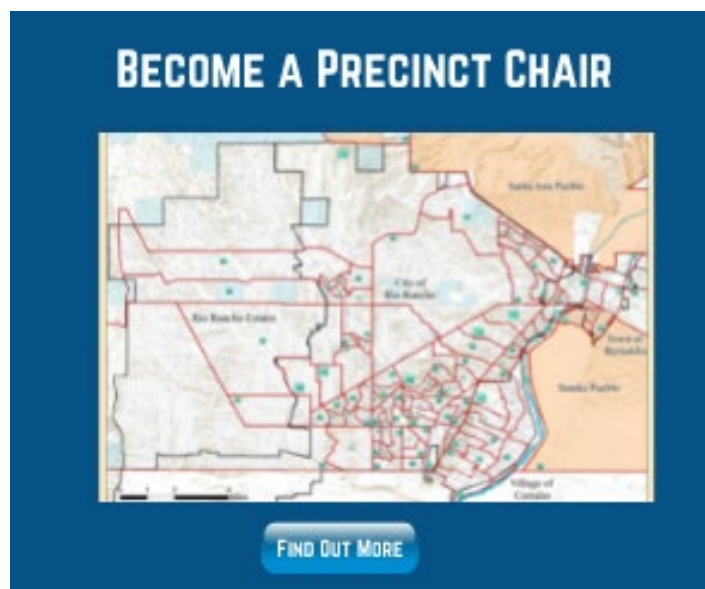 BECOME A PRECINCT CHAIR
Santa Ana Pueblo
City of
Rio Rancho
Rio Rancho Estates
Town of
Bernalillo
Sandia Pueblo
Village of
Corrales
FIND OUT MORE